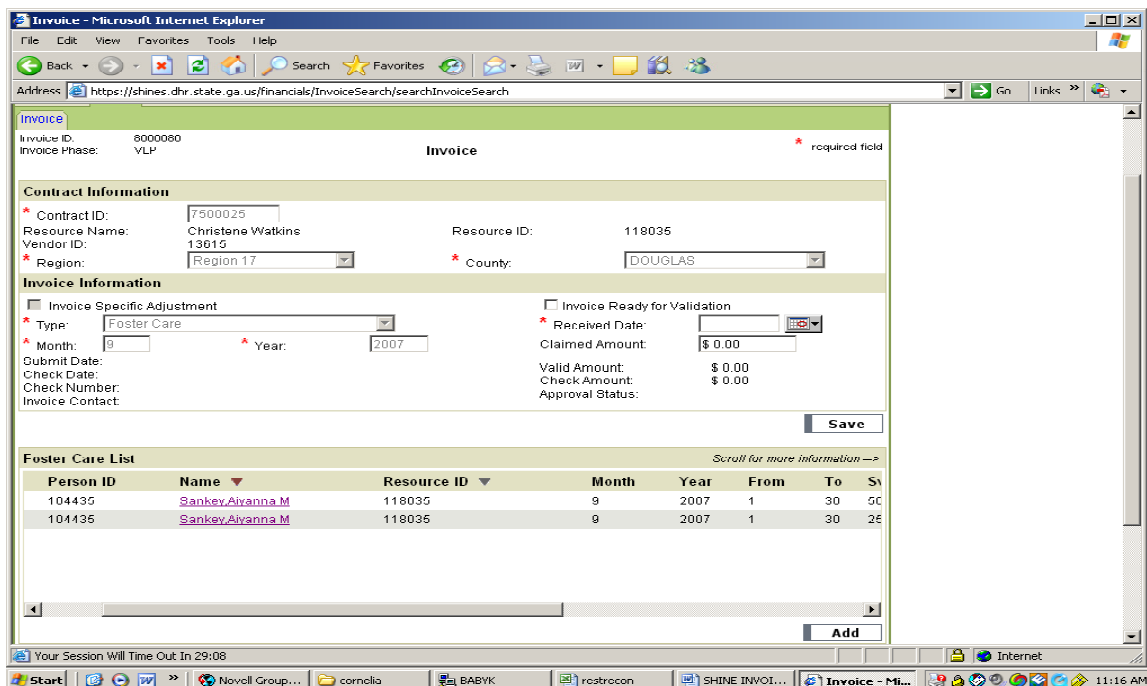 Invoice - Microsoft Internet Explorer
File Edit View Favorites Tools Help
Back Search Favorites
Address https://shines.dhr.state.ga.us/financials/InvoiceSearch/searchInvoiceSearch Go Links »
Invoice
Invoice ID: 8000080
Invoice Phase: VLP Invoice * required field
Contract Information
* Contract ID: 7500025
Resource Name: Christene Watkins Resource ID: 118035
Vendor ID: 13615
* Region: Region 17 * County: DOUGLAS
Invoice Information
Invoice Specific Adjustment Invoice Ready for Validation
* Type: Foster Care * Received Date:
* Month: 9 * Year: 2007 Claimed Amount: $ 0.00
Submit Date:
Check Date: Valid Amount: $ 0.00
Check Number: Check Amount: $ 0.00
Invoice Contact: Approval Status:
Save
Foster Care List Scroll for more information -->
Person ID Name Resource ID Month Year From To Sv
104435 Sankey,Aiyanna M 118035 9 2007 1 30 50
104435 Sankey,Aiyanna M 118035 9 2007 1 30 26
Add
Your Session Will Time Out In 29:08 Internet
Start » Novell Group... cornelia BABYK restrecon SHINE INVOI... Invoice - Mi... 11:16 AM